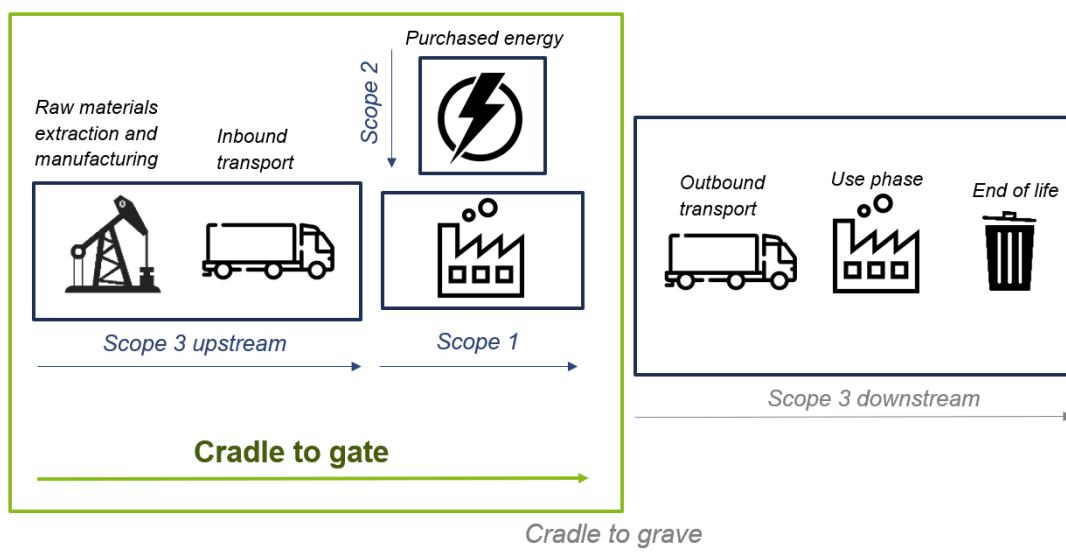 Purchased energy
Scope 2
Raw materials
extraction and
manufacturing
Inbound
transport
Outbound
transport
Use phase
End of life
Scope 3 upstream
Scope 1
Scope 3 downstream
Cradle to gate
Cradle to grave